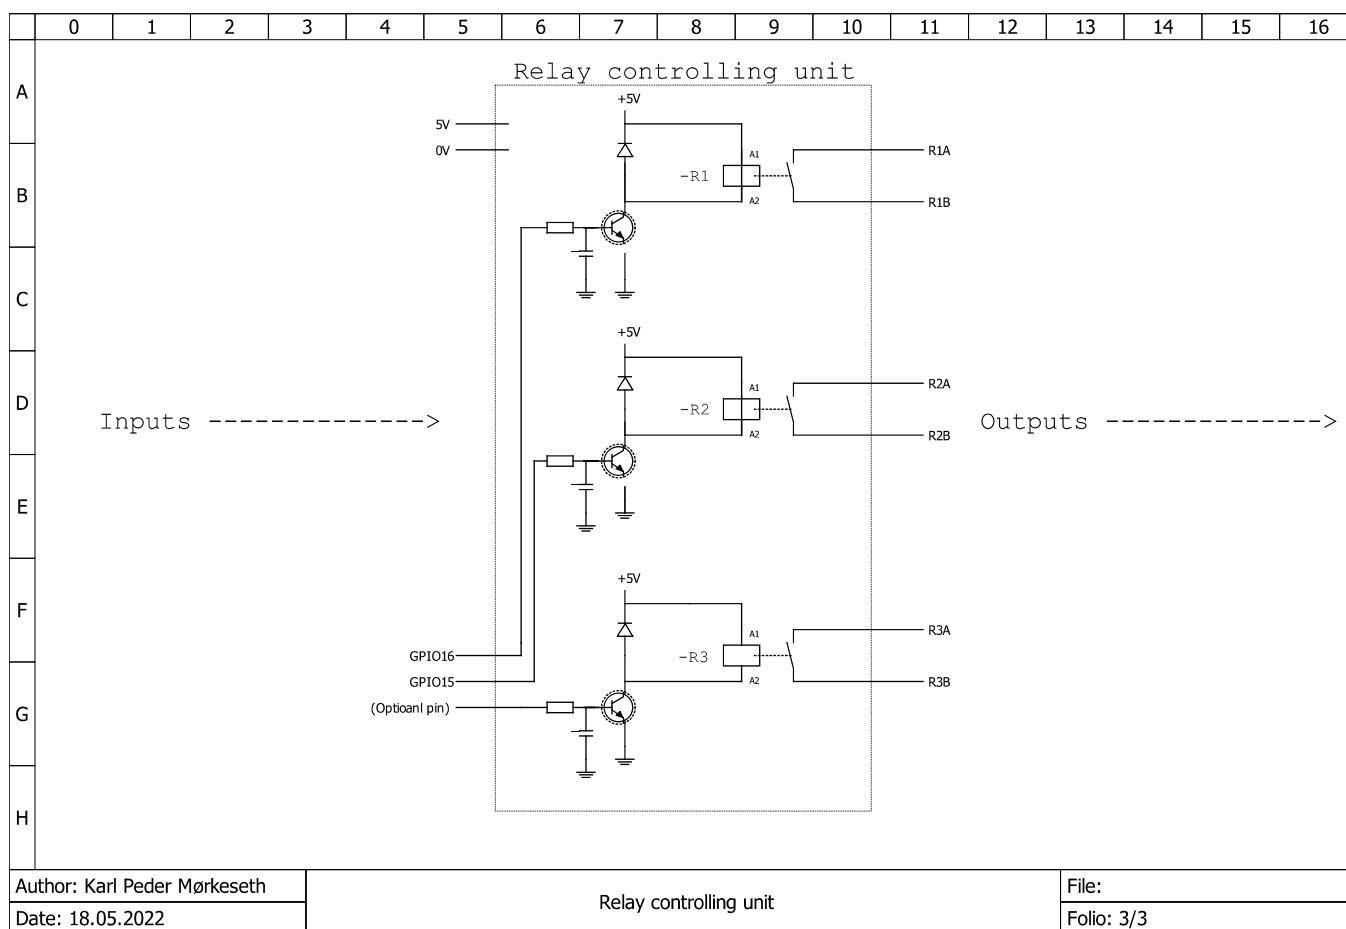 0 1 2 3 4 5 6 7 8 9 10 11 12 13 14 15 16
A
B
C
D
E
F
G
H
Relay controlling unit
+5V
5V
0V
A1
-R1
A2
R1A
R1B
+5V
A1
-R2
A2
R2A
R2B
Inputs -------------->
Outputs -------------->
+5V
A1
-R3
A2
R3A
R3B
GPIO16
GPIO15
(Optioanl pin)
Author: Karl Peder Mørkeseth
Date: 18.05.2022
Relay controlling unit
File:
Folio: 3/3